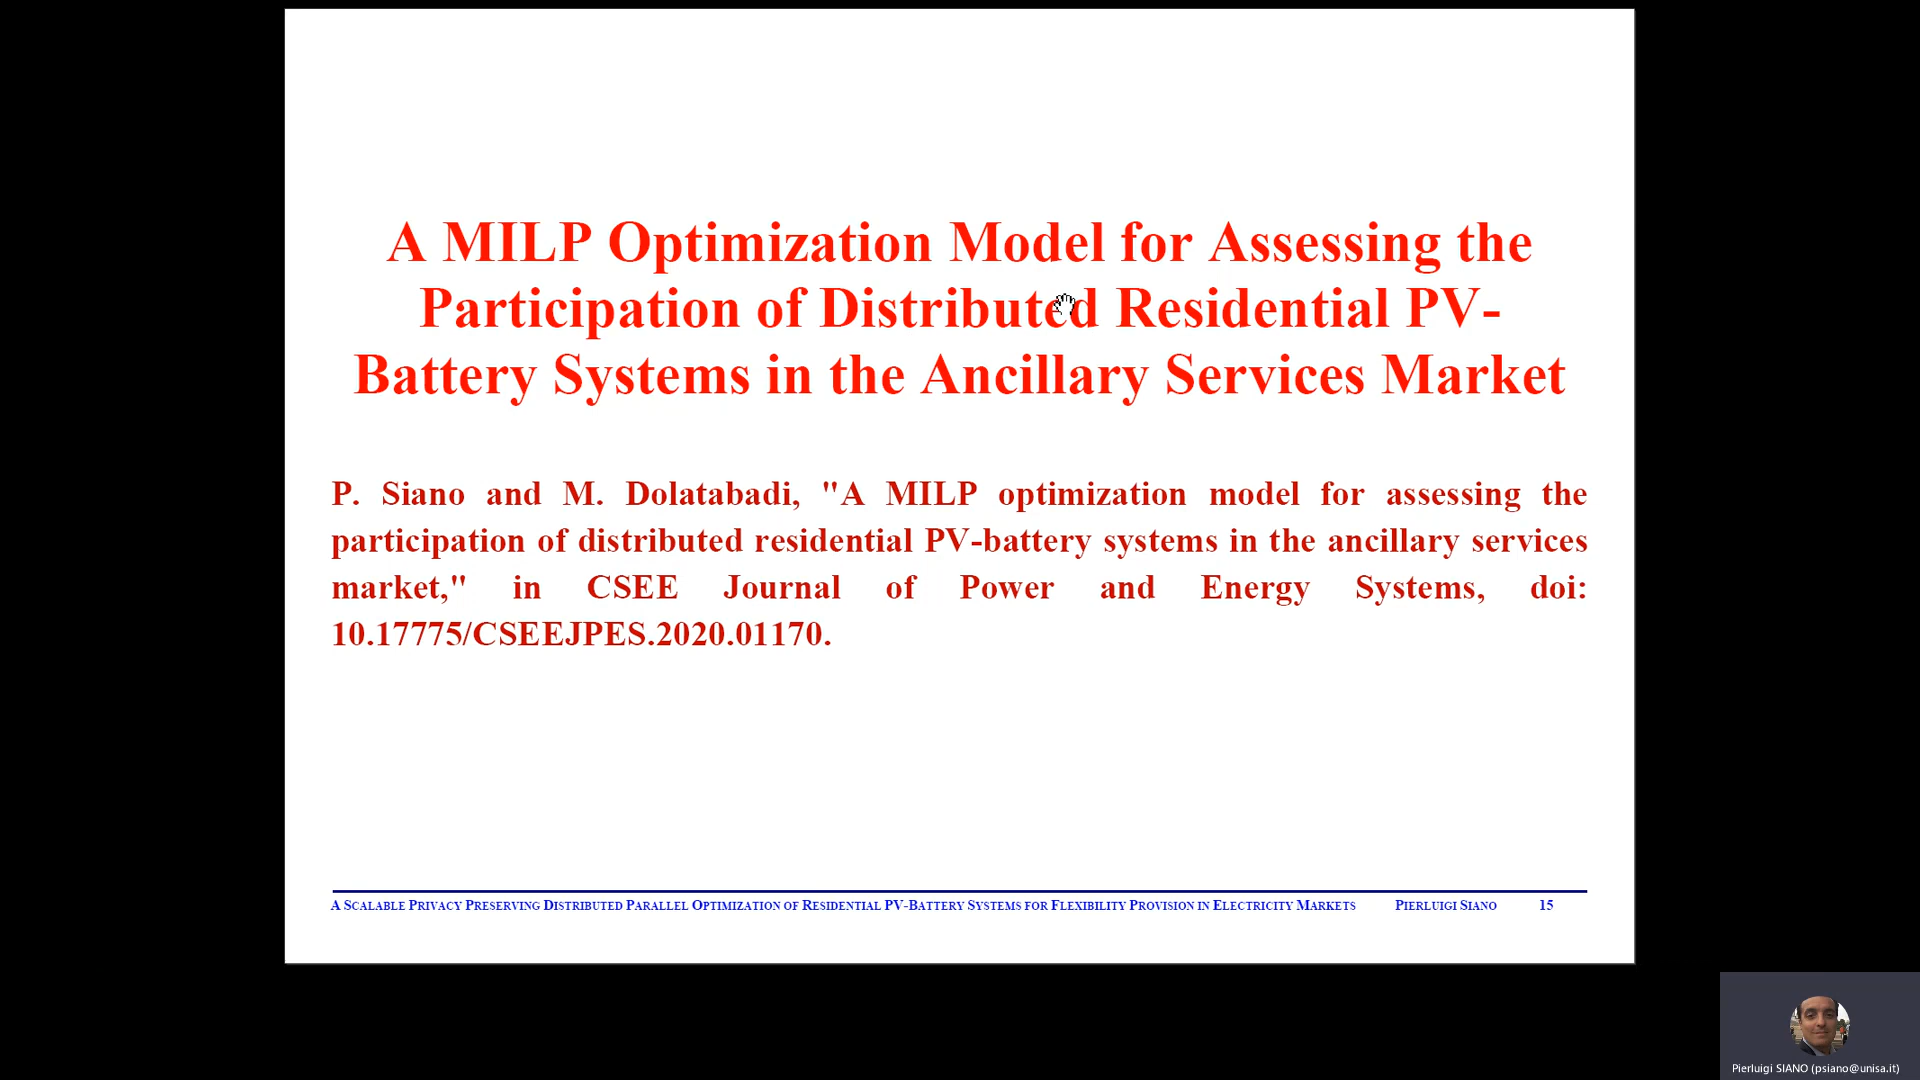 A MILP Optimization Model for Assessing the
Participation of Distributed Residential PV-
Battery Systems in the Ancillary Services Market
P. Siano and M. Dolatabadi, "A MILP optimization model for assessing the
participation of distributed residential PV-battery systems in the ancillary services
market," in CSEE Journal of Power and Energy Systems, doi:
10.17775/CSEEJPES.2020.01170.
A SCALABLE PRIVACY PRESERVING DISTRIBUTED PARALLEL OPTIMIZATION OF RESIDENTIAL PV-BATTERY SYSTEMS FOR FLEXIBILITY PROVISION IN ELECTRICITY MARKETS PIERLUIGI SIANO 15
Pierluigi SIANO (psiano@unisa.it)